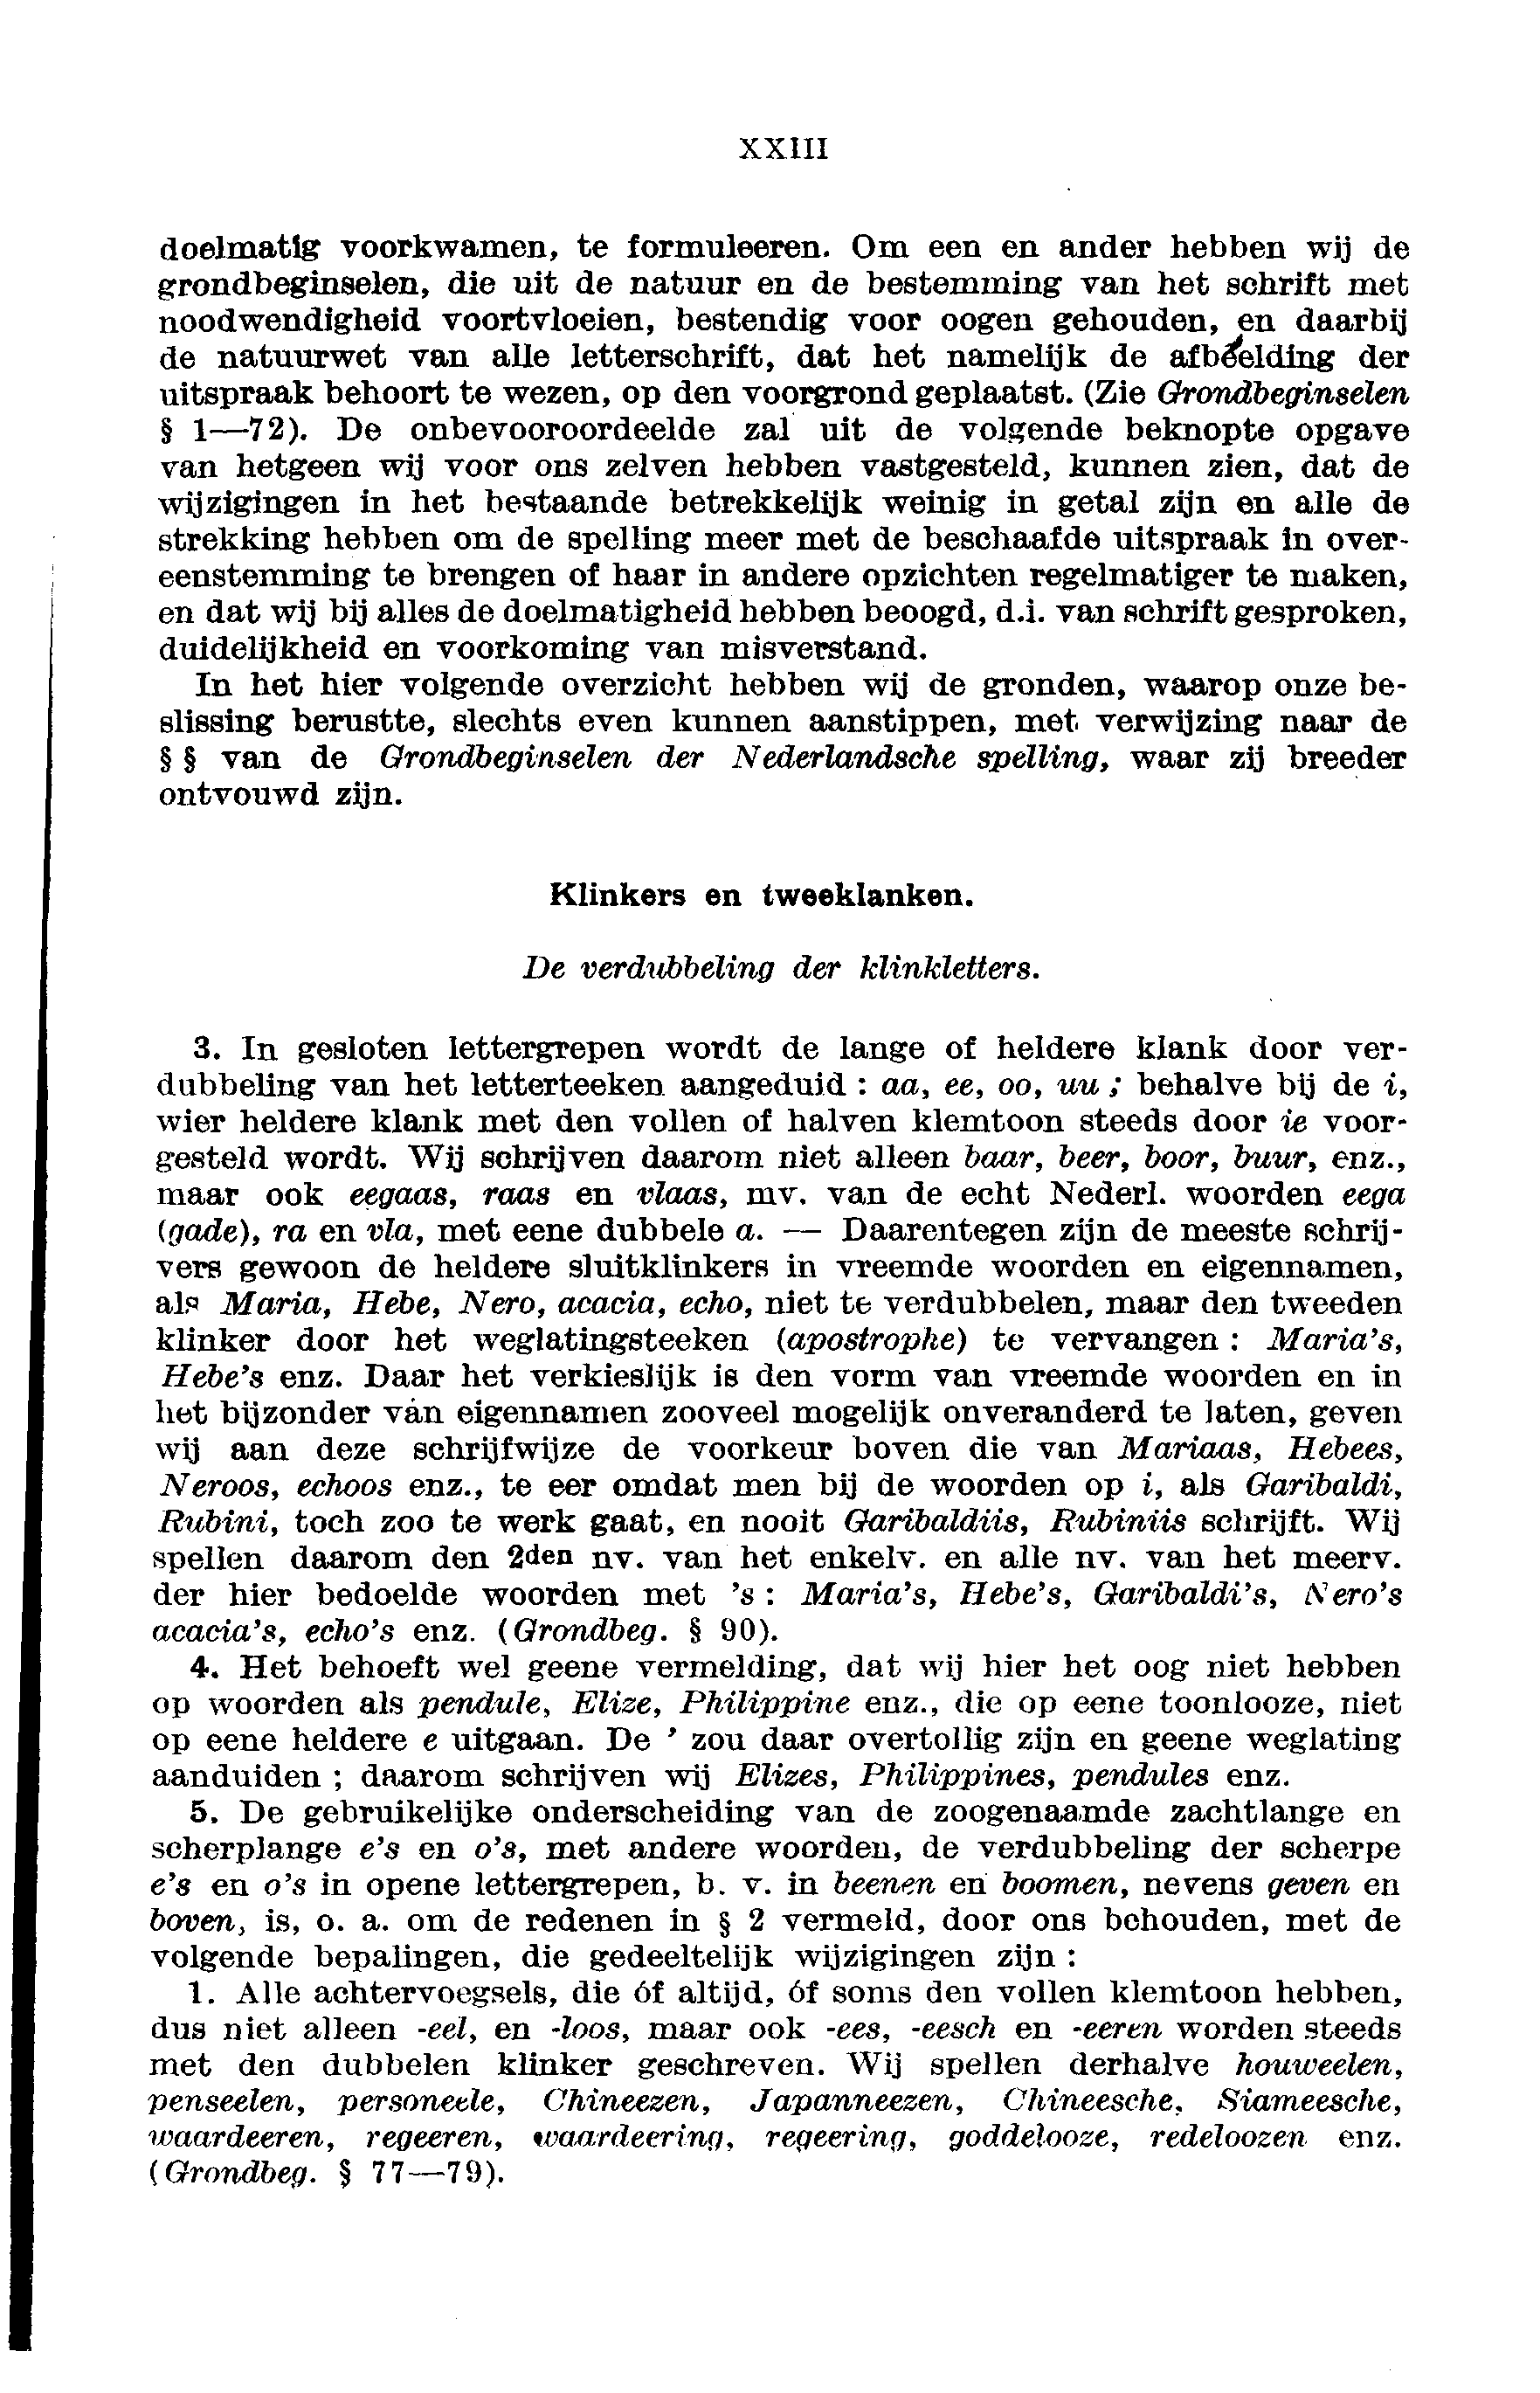 XXIII
doelmatig voorkwamen, te formuleeren. Om een en ander hebben wij de
grondbeginselen, die uit de natuur en de bestemming van het schrift met
noodwendigheid voortvloeien, bestendig voor oogen gehouden, en daarbij
de natuurwet van alle letterschrift, dat het namelijk de afbeelding der
uitspraak behoort te wezen, op den voorgrond geplaatst. (Zie Grondbeginselen
§ 1—72). De onbevooroordeelde zal uit de volgende beknopte opgave
van hetgeen wij voor ons zelven hebben vastgesteld, kunnen zien, dat de
wijzigingen in het bestaande betrekkelijk weinig in getal zijn en alle de
strekking hebben om de spelling meer met de beschaafde uitspraak in over-
eenstemming te brengen of haar in andere opzichten regelmatiger te maken,
en dat wij bij alles de doelmatigheid hebben beoogd, d.i. van schrift gesproken,
duidelijkheid en voorkoming van misverstand.
In het hier volgende overzicht hebben wij de gronden, waarop onze be-
slissing berustte, slechts even kunnen aanstippen, met verwijzing naar de
§ § van de Grondbeginselen der Nederlandsche spelling, waar zij breeder
ontvouwd zijn.
Klinkers en tweeklanken.
De verdubbeling der klinkletters.
3. In gesloten lettergrepen wordt de lange of heldere klank door ver-
dubbeling van het letterteeken aangeduid : aa, ee, oo, uu ; behalve bij de i,
wier heldere klank met den vollen of halven klemtoon steeds door ie voor-
gesteld wordt. Wij schrijven daarom niet alleen baar, beer, boor, buur, enz.,
maar ook eegaas, raas en vlaas, mv. van de echt Nederl. woorden eega
(gade), ra en vla, met eene dubbele a. — Daarentegen zijn de meeste schrij-
vers gewoon de heldere sluitklinkers in vreemde woorden en eigennamen,
als Maria, Hebe, Nero, acacia, echo, niet te verdubbelen, maar den tweeden
klinker door het weglatingsteeken (apostrophe) te vervangen : Maria's,
Hebe's enz. Daar het verkieslijk is den vorm van vreemde woorden en in
het bijzonder van eigennamen zooveel mogelijk onveranderd te laten, geven
wij aan deze schrijfwijze de voorkeur boven die van Mariaas, Hebees,
Neroos, echoos enz., te eer omdat men bij de woorden op i, als Garibaldi,
Rubini, toch zoo te werk gaat, en nooit Garibaldiis, Rubiniis schrijft. Wij
spellen daarom den 2den nv. van het enkelv. en alle nv. van het meerv.
der hier bedoelde woorden met 's : Maria's, Hebe's, Garibaldi's, Nero's
acacia's, echo's enz. (Grondbeg. § 90).
4. Het behoeft wel geene vermelding, dat wij hier het oog niet hebben
op woorden als pendule, Elize, Philippine enz., die op eene toonlooze, niet
op eene heldere e uitgaan. De ' zou daar overtollig zijn en geene weglating
aanduiden ; daarom schrijven wij Elizes, Philippines, pendules enz.
5. De gebruikelijke onderscheiding van de zoogenaamde zachtlange en
scherplange e's en o's, met andere woorden, de verdubbeling der scherpe
e's en o's in opene lettergrepen, b. v. in beenen en boomen, nevens geven en
boven, is, o. a. om de redenen in § 2 vermeld, door ons behouden, met de
volgende bepalingen, die gedeeltelijk wijzigingen zijn :
1. Alle achtervoegsels, die óf altijd, óf soms den vollen klemtoon hebben,
dus niet alleen -eel, en -loos, maar ook -ees, -eesch en -eeren worden steeds
met den dubbelen klinker geschreven. Wij spellen derhalve houweelen,
penseelen, personeele, Chineezen, Japanneezen, Chineesche, Siameesche,
waardeeren, regeeren, waardeering, regeering, goddelooze, redeloozen enz.
(Grondbeg. § 77—79).